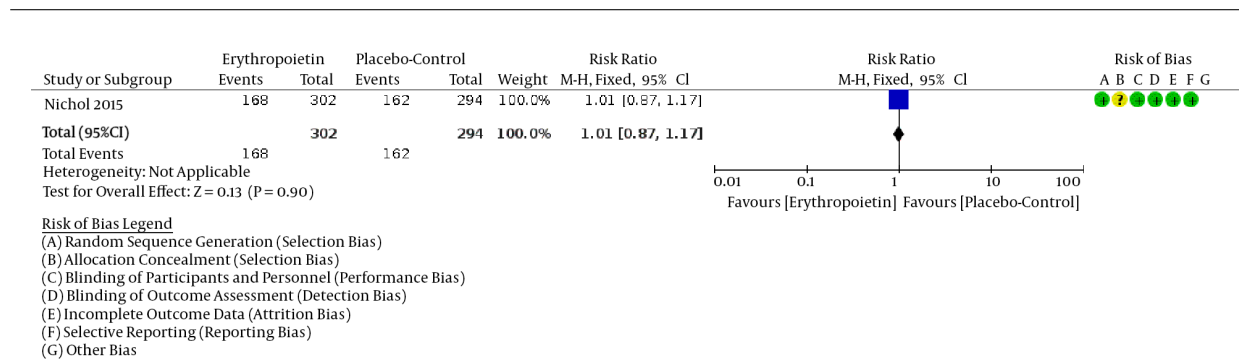 Erythropoietin Placebo-Control Risk Ratio Risk Ratio Risk of Bias
Study or Subgroup Events Total Events Total Weight M-H, Fixed, 95% CI M-H, Fixed, 95% CI A B C D E F G
Nichol 2015 168 302 162 294 100.0% 1.01 [0.87, 1.17] + ? + + + +
Total (95%CI) 302 294 100.0% 1.01 [0.87, 1.17]
Total Events 168 162
Heterogeneity: Not Applicable
Test for Overall Effect: Z = 0.13 (P = 0.90)
0.01 0.1 1 10 100
Favours [Erythropoietin] Favours [Placebo-Control]
Risk of Bias Legend
(A) Random Sequence Generation (Selection Bias)
(B) Allocation Concealment (Selection Bias)
(C) Blinding of Participants and Personnel (Performance Bias)
(D) Blinding of Outcome Assessment (Detection Bias)
(E) Incomplete Outcome Data (Attrition Bias)
(F) Selective Reporting (Reporting Bias)
(G) Other Bias